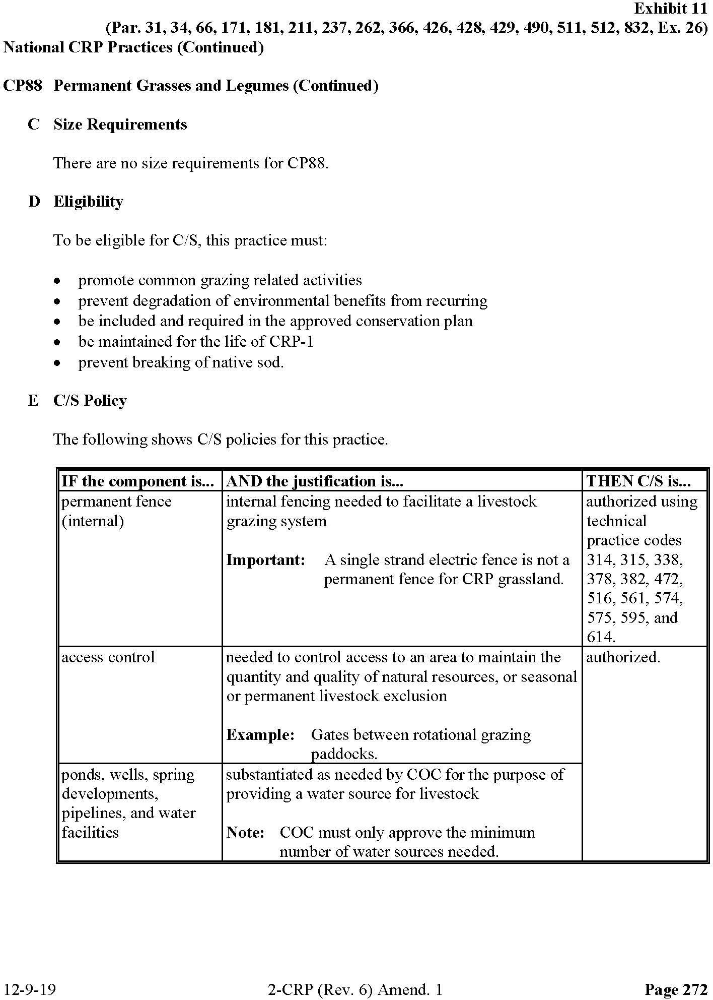 Exhibit 11
(Par. 31, 34, 66, 171, 181, 211, 237, 262, 366, 426, 428, 429, 490, 511, 512, 832, Ex. 26)
National CRP Practices (Continued)
CP88 Permanent Grasses and Legumes (Continued)
C Size Requirements
There are no size requirements for CP88.
D Eligibility
To be eligible for C/S, this practice must:
• promote common grazing related activities
• prevent degradation of environmental benefits from recurring
• be included and required in the approved conservation plan
• be maintained for the life of CRP-1
• prevent breaking of native sod.
E C/S Policy
The following shows C/S policies for this practice.
IF the component is... AND the justification is... THEN C/S is...
permanent fence
(internal)
internal fencing needed to facilitate a livestock
grazing system
Important: A single strand electric fence is not a
permanent fence for CRP grassland.
authorized using
technical
practice codes
314, 315, 338,
378, 382, 472,
516, 561, 574,
575, 595, and
614.
access control
needed to control access to an area to maintain the
quantity and quality of natural resources, or seasonal
or permanent livestock exclusion
Example: Gates between rotational grazing
paddocks.
authorized.
ponds, wells, spring
developments,
pipelines, and water
facilities
substantiated as needed by COC for the purpose of
providing a water source for livestock
Note: COC must only approve the minimum
number of water sources needed.
12-9-19 2-CRP (Rev. 6) Amend. 1 Page 272